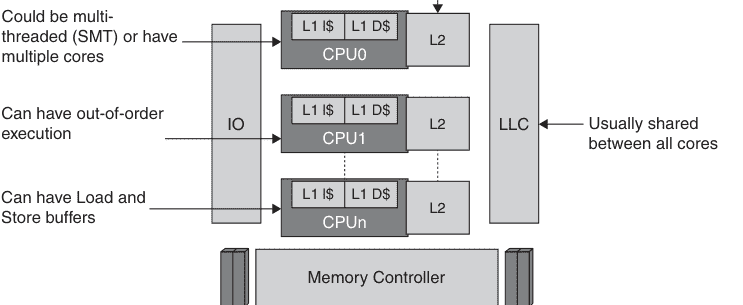 Could be multi-
threaded (SMT) or have
multiple cores
L1 I$ L1 D$
CPU0
L2
Can have out-of-order
execution
IO
L1 I$ L1 D$
CPU1
L2
LLC
Usually shared
between all cores
Can have Load and
Store buffers
L1 I$ L1 D$
CPUn
L2
Memory Controller